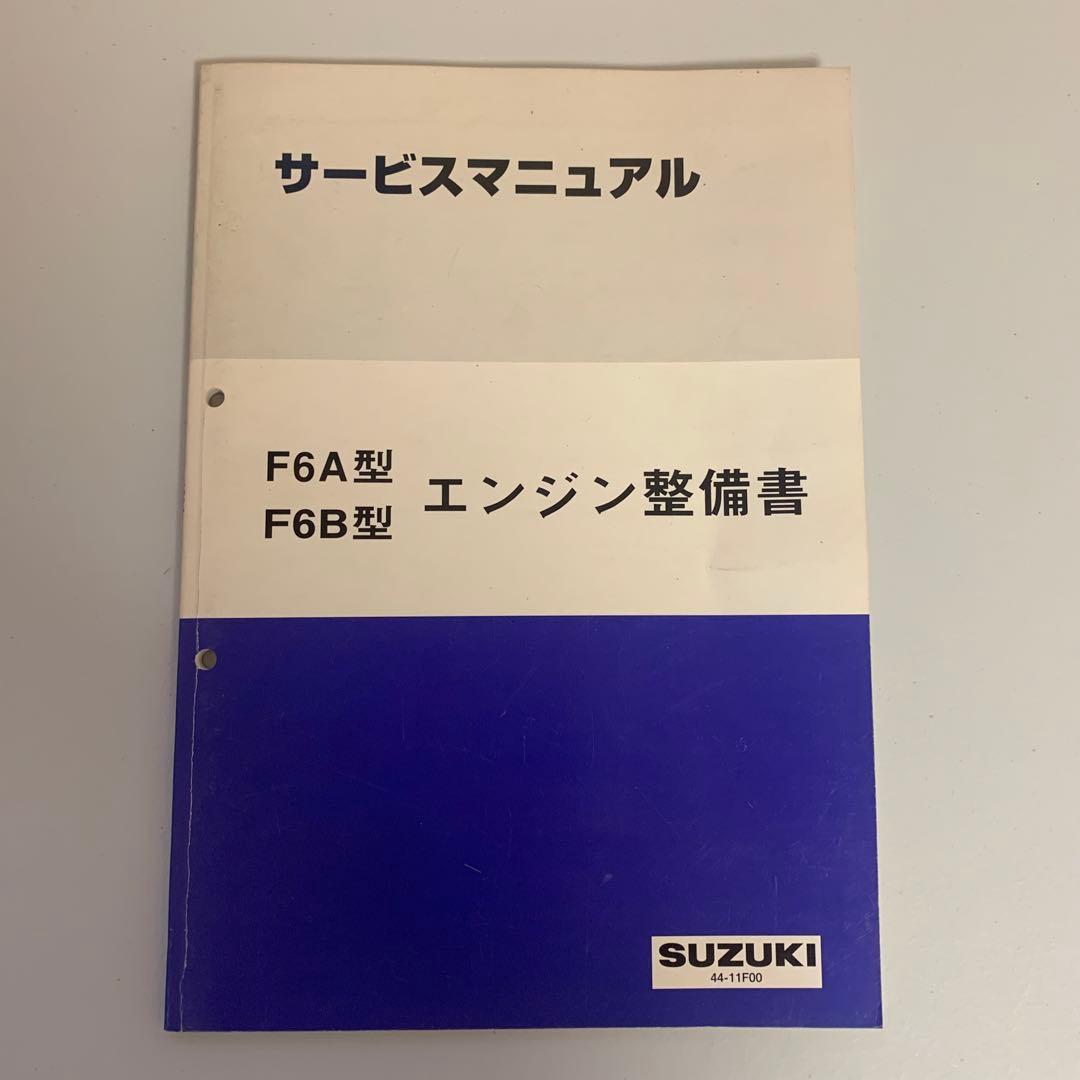 サービスマニュアル
F6A型
F6B型
エンジン整備書
SUZUKI
44-11F00